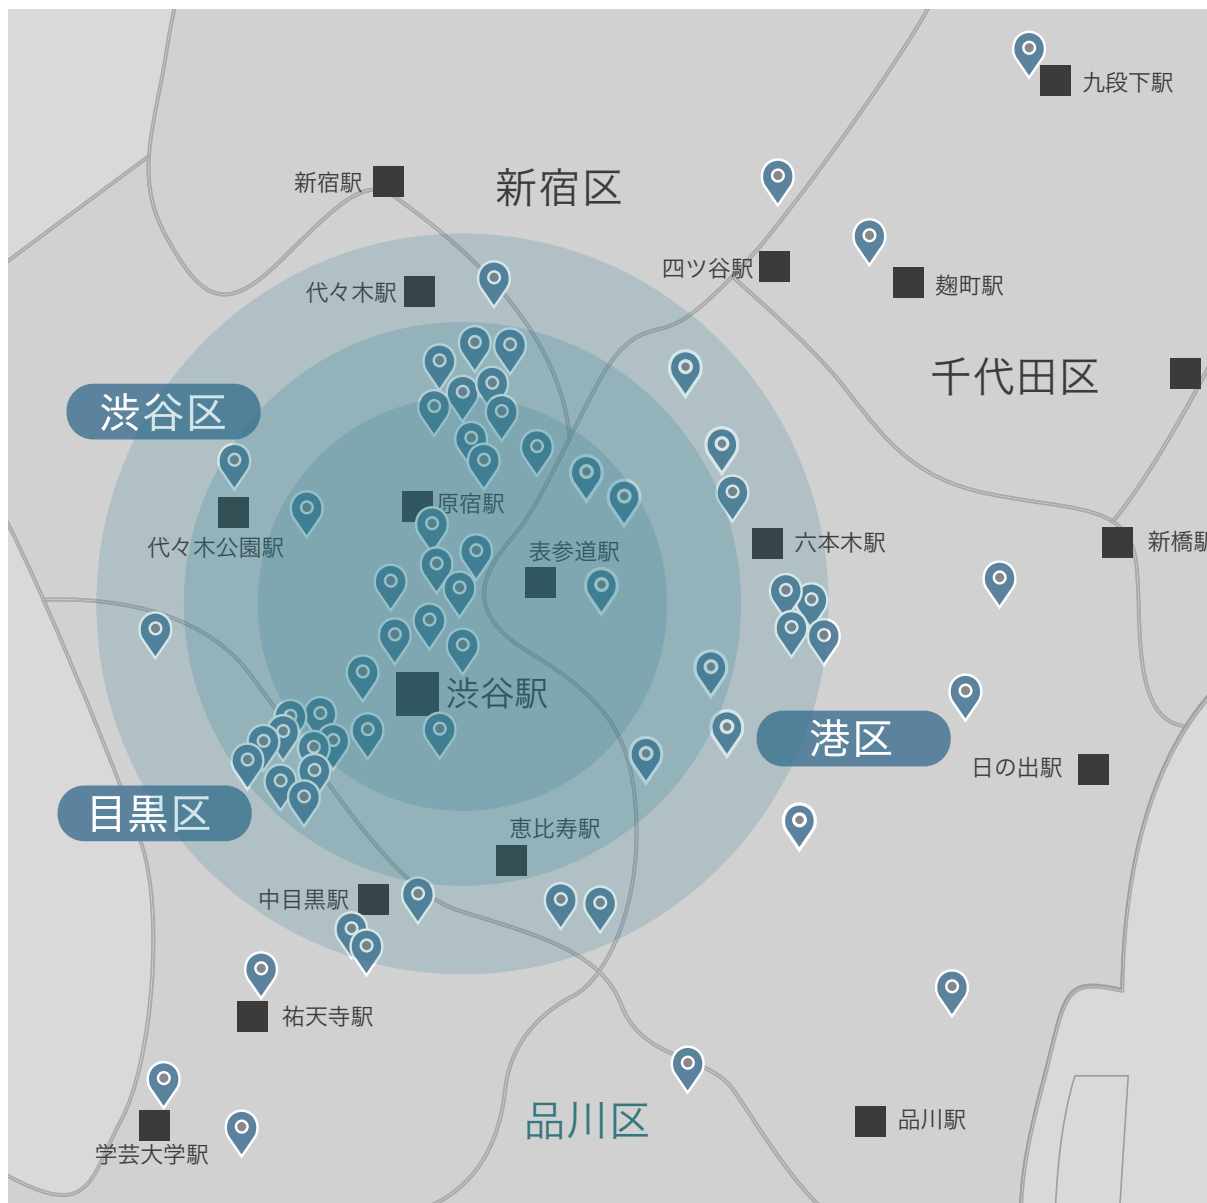 九段下駅
新宿駅
新宿区
四ツ谷駅
麹町駅
代々木駅
千代田区
渋谷区
原宿駅
代々木公園駅
表参道駅
六本木駅
新橋駅
渋谷駅
港区
日の出駅
目黒区
恵比寿駅
中目黒駅
祐天寺駅
品川区
品川駅
学芸大学駅